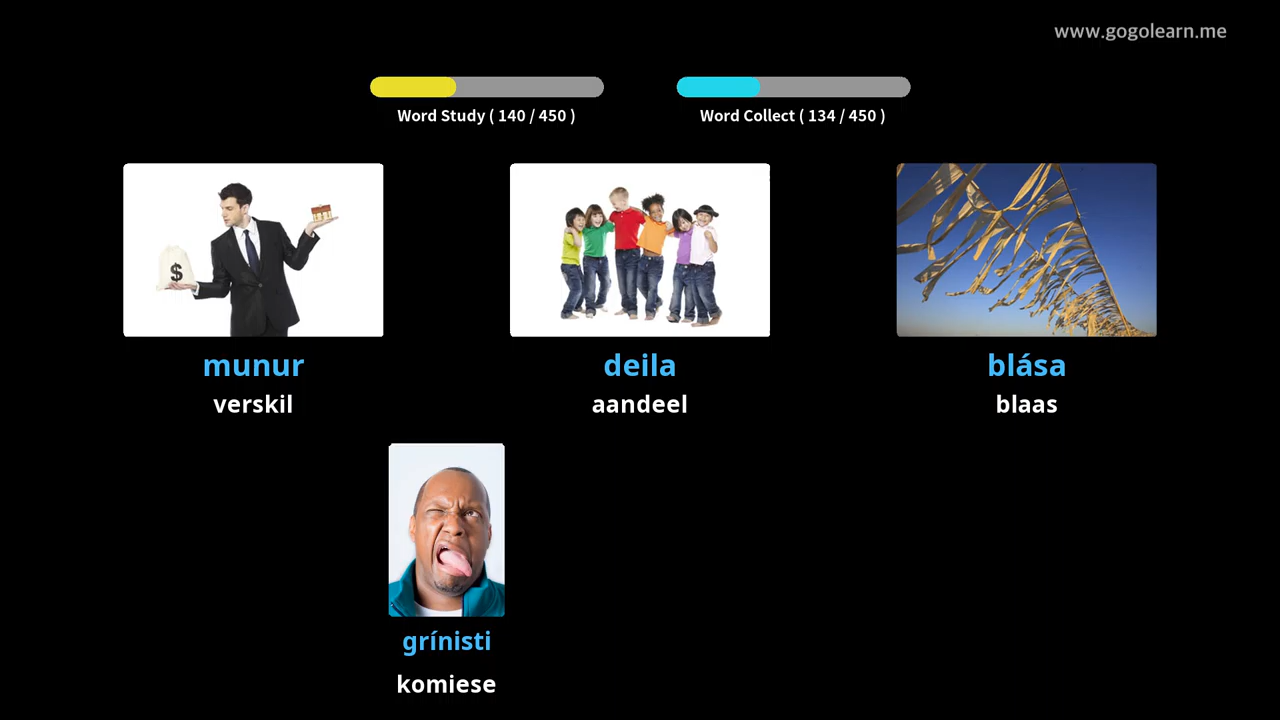 www.gogolearn.me
Word Study ( 140 / 450 )
Word Collect ( 134 / 450 )
$
munur
deila
blása
verskil
aandeel
blaas
grínisti
komiese